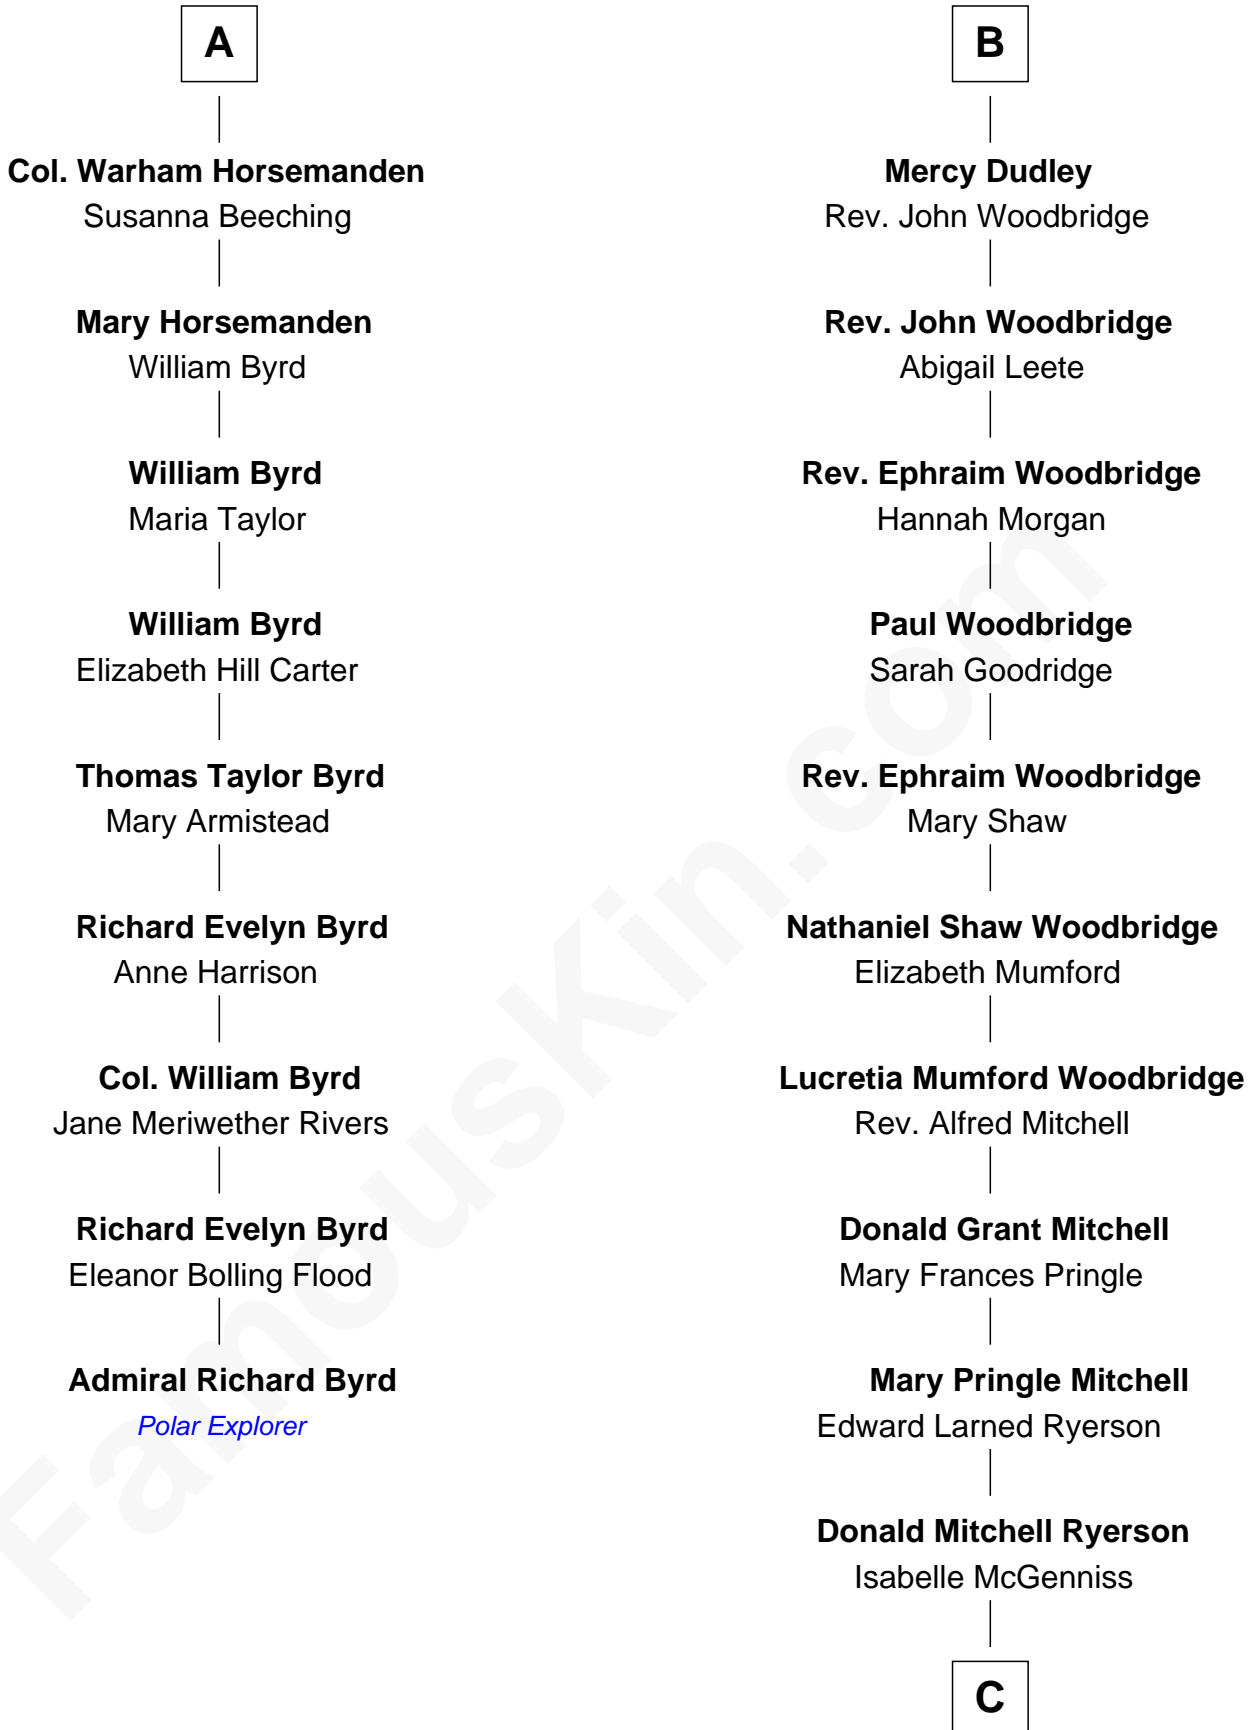 A
Col. Warham Horsemanden
Susanna Beeching
Mary Horsemanden
William Byrd
William Byrd
Maria Taylor
William Byrd
Elizabeth Hill Carter
Thomas Taylor Byrd
Mary Armistead
Richard Evelyn Byrd
Anne Harrison
Col. William Byrd
Jane Meriwether Rivers
Richard Evelyn Byrd
Eleanor Bolling Flood
Admiral Richard Byrd
Polar Explorer
B
Mercy Dudley
Rev. John Woodbridge
Rev. John Woodbridge
Abigail Leete
Rev. Ephraim Woodbridge
Hannah Morgan
Paul Woodbridge
Sarah Goodridge
Rev. Ephraim Woodbridge
Mary Shaw
Nathaniel Shaw Woodbridge
Elizabeth Mumford
Lucretia Mumford Woodbridge
Rev. Alfred Mitchell
Donald Grant Mitchell
Mary Frances Pringle
Mary Pringle Mitchell
Edward Larned Ryerson
Donald Mitchell Ryerson
Isabelle McGenniss
C
FamousKin.com